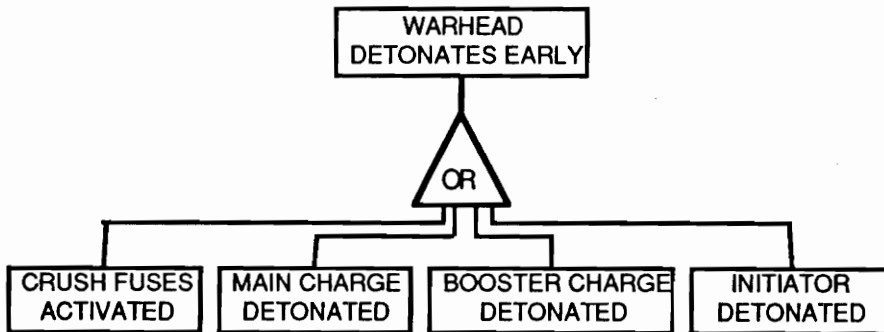 WARHEAD
DETONATES EARLY
OR
CRUSH FUSES
ACTIVATED
MAIN CHARGE
DETONATED
BOOSTER CHARGE
DETONATED
INITIATOR
DETONATED